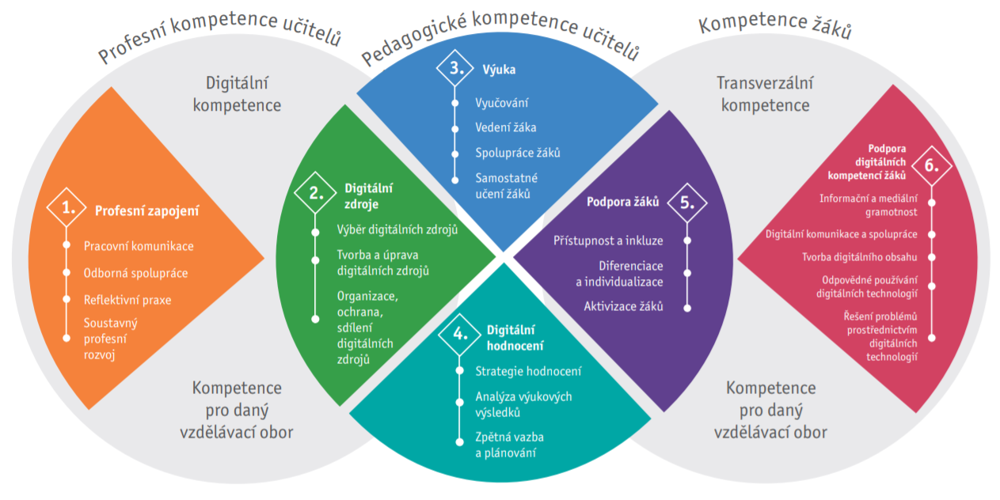 Profesní kompetence učitelů
Pedagogické kompetence učitelů
Kompetence žáků
Digitální
kompetence
Transverzální
kompetence
1.
Profesní zapojení
Pracovní komunikace
Odborná spolupráce
Reflektivní praxe
Soustavný
profesní
rozvoj
2.
Digitální
zdroje
Výběr digitálních zdrojů
Tvorba a úprava
digitálních zdrojů
Organizace,
ochrana,
sdílení
digitálních
zdrojů
3.
Výuka
Vyučování
Vedení žáka
Spolupráce žáků
Samostatné
učení žáků
4.
Digitální
hodnocení
Strategie hodnocení
Analýza výukových
výsledků
Zpětná vazba
a plánování
Podpora žáků
5.
Přístupnost a inkluze
Diferenciace
a individualizace
Aktivizace žáků
Podpora
digitálních
kompetencí žáků
6.
Informační a mediální
gramotnost
Digitální komunikace a spolupráce
Tvorba digitálního obsahu
Odpovědné používání
digitálních technologií
Řešení problémů
prostřednictvím
digitálních
technologií
Kompetence
pro daný
vzdělávací obor
Kompetence
pro daný
vzdělávací obor